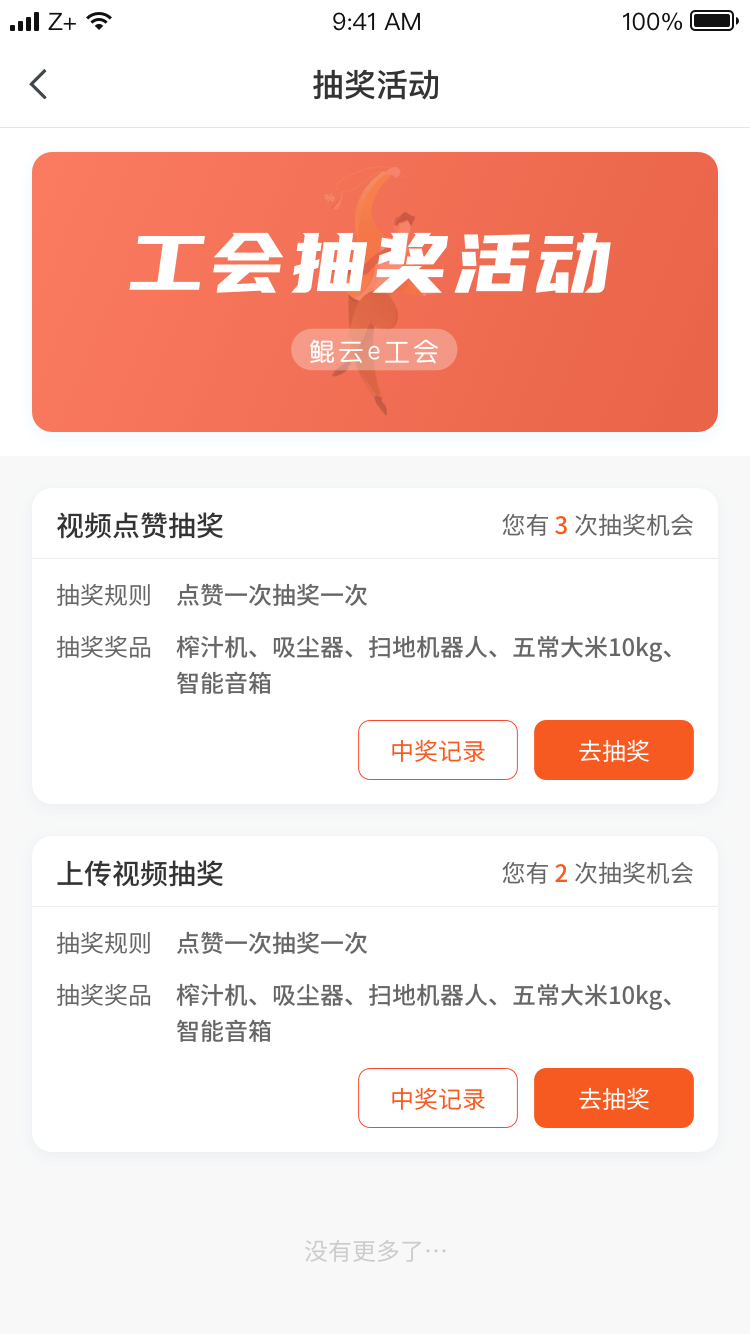 Z+ 9:41 AM 100%
抽奖活动
工会抽奖活动
鲲云e工会
视频点赞抽奖 您有 3 次抽奖机会
抽奖规则 点赞一次抽奖一次
抽奖奖品 榨汁机、吸尘器、扫地机器人、五常大米10kg、
智能音箱
中奖记录 去抽奖
上传视频抽奖 您有 2 次抽奖机会
抽奖规则 点赞一次抽奖一次
抽奖奖品 榨汁机、吸尘器、扫地机器人、五常大米10kg、
智能音箱
中奖记录 去抽奖
没有更多了…